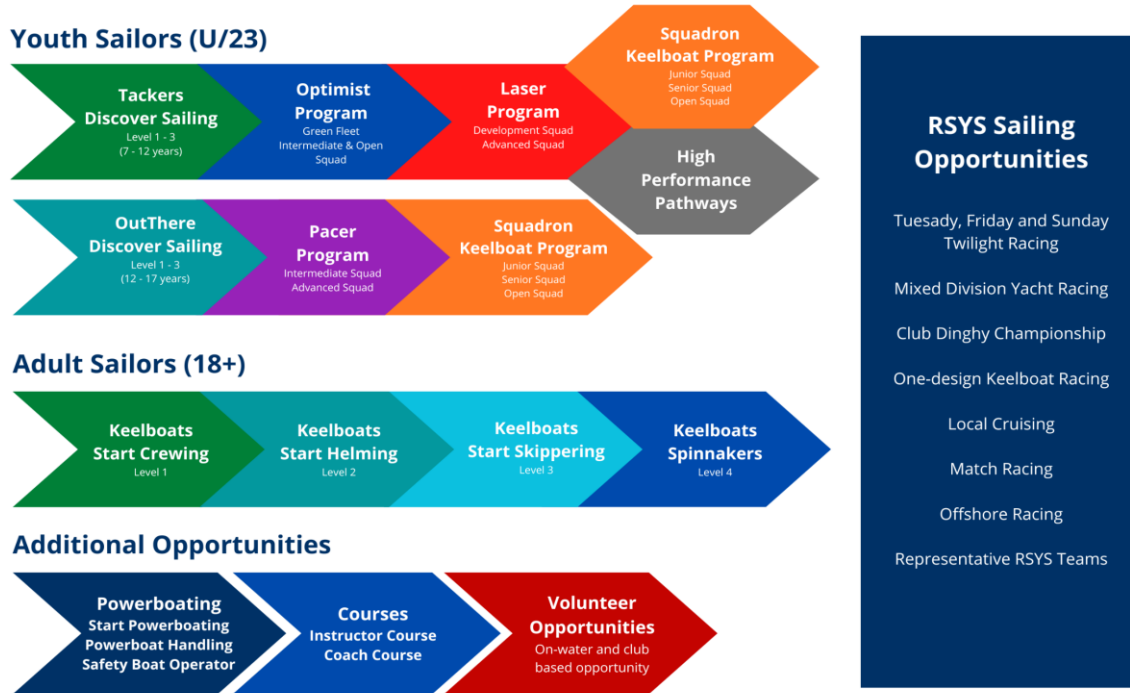 Youth Sailors (U/23)
Tackers
Discover Sailing
Level 1 - 3
(7 - 12 years)
Optimist
Program
Green Fleet
Intermediate & Open
Squad
Laser
Program
Development Squad
Advanced Squad
Squadron
Keelboat Program
Junior Squad
Senior Squad
Open Squad
High
Performance
Pathways
OutThere
Discover Sailing
Level 1 - 3
(12 - 17 years)
Pacer
Program
Intermediate Squad
Advanced Squad
Squadron
Keelboat Program
Junior Squad
Senior Squad
Open Squad
Adult Sailors (18+)
Keelboats
Start Crewing
Level 1
Keelboats
Start Helming
Level 2
Keelboats
Start Skippering
Level 3
Keelboats
Spinnakers
Level 4
Additional Opportunities
Powerboating
Start Powerboating
Powerboat Handling
Safety Boat Operator
Courses
Instructor Course
Coach Course
Volunteer
Opportunities
On-water and club
based opportunity
RSYS Sailing
Opportunities
Tuesady, Friday and Sunday
Twilight Racing
Mixed Division Yacht Racing
Club Dinghy Championship
One-design Keelboat Racing
Local Cruising
Match Racing
Offshore Racing
Representative RSYS Teams